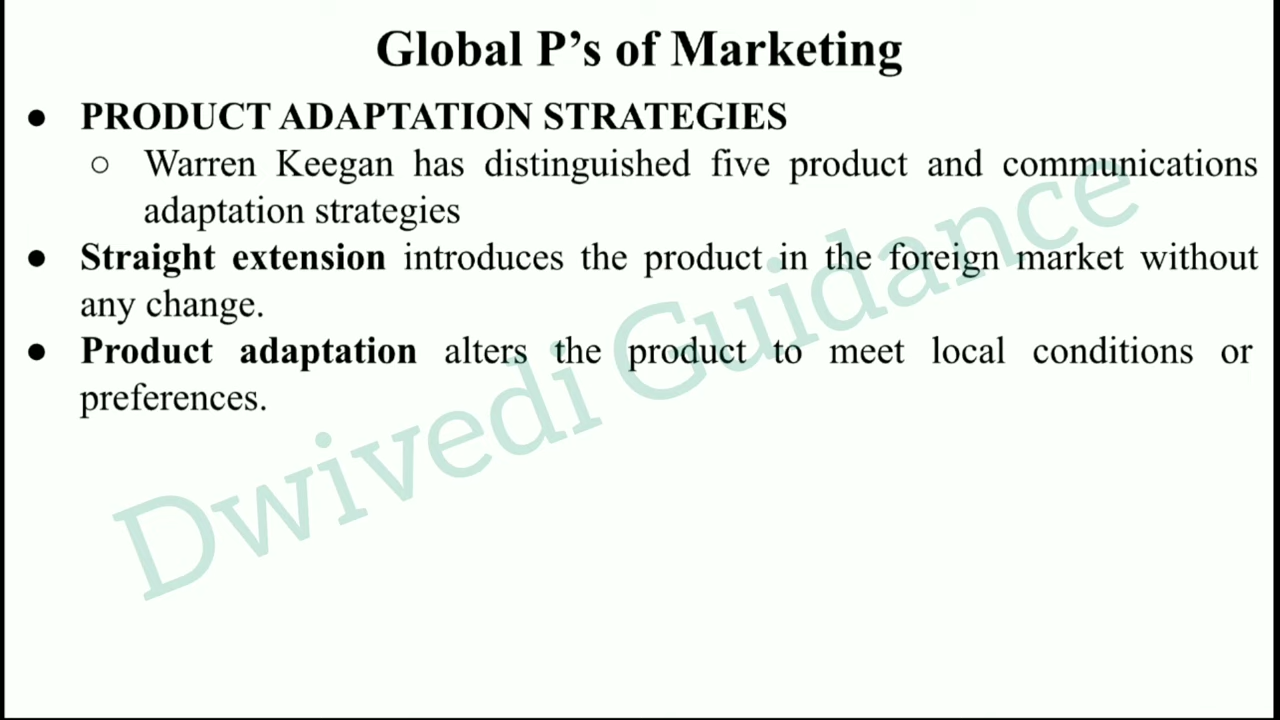 Global P’s of Marketing
● PRODUCT ADAPTATION STRATEGIES
○ Warren Keegan has distinguished five product and communications
adaptation strategies
● Straight extension introduces the product in the foreign market without
any change.
● Product adaptation alters the product to meet local conditions or
preferences.
Dwivedi Guidance